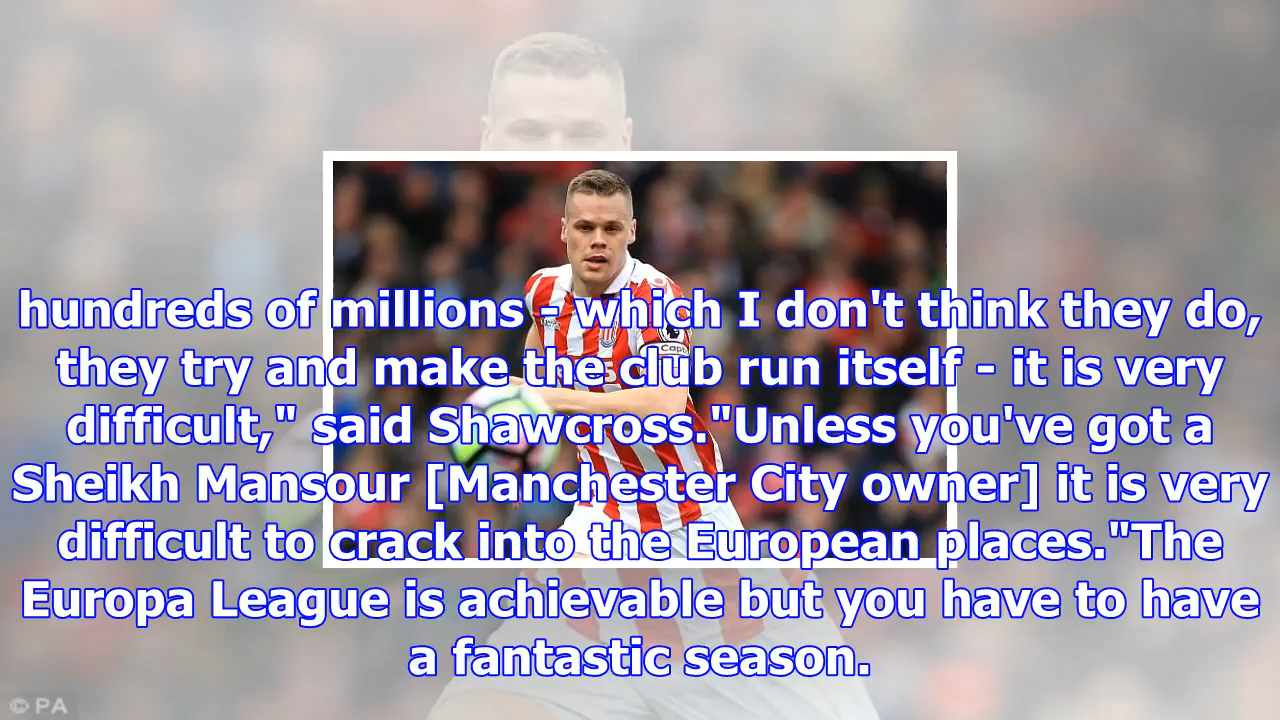 hundreds of millions - which I don't think they do,
they try and make the club run itself - it is very
difficult," said Shawcross."Unless you've got a
Sheikh Mansour [Manchester City owner] it is very
difficult to crack into the European places."The
Europa League is achievable but you have to have
a fantastic season.
Capt
© PA